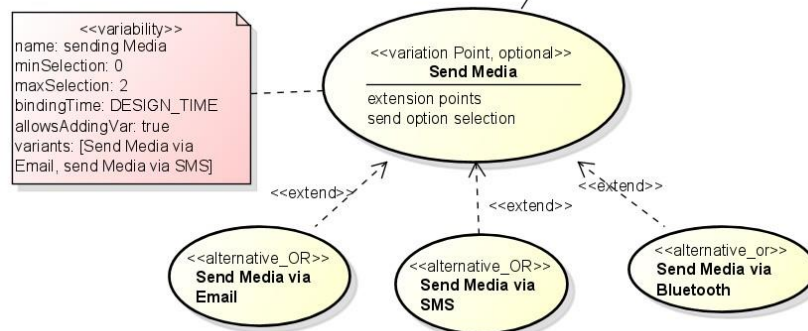 <<variability>>
name: sending Media
minSelection: 0
maxSelection: 2
bindingTime: DESIGN_TIME
allowsAddingVar: true
variants: [Send Media via
Email, send Media via SMS]
<<variation Point, optional>>
Send Media
extension points
send option selection
<<extend>>
<<extend>>
<<extend>>
<<alternative_OR>>
Send Media via
Email
<<alternative_OR>>
Send Media via
SMS
<<alternative_or>>
Send Media via
Bluetooth